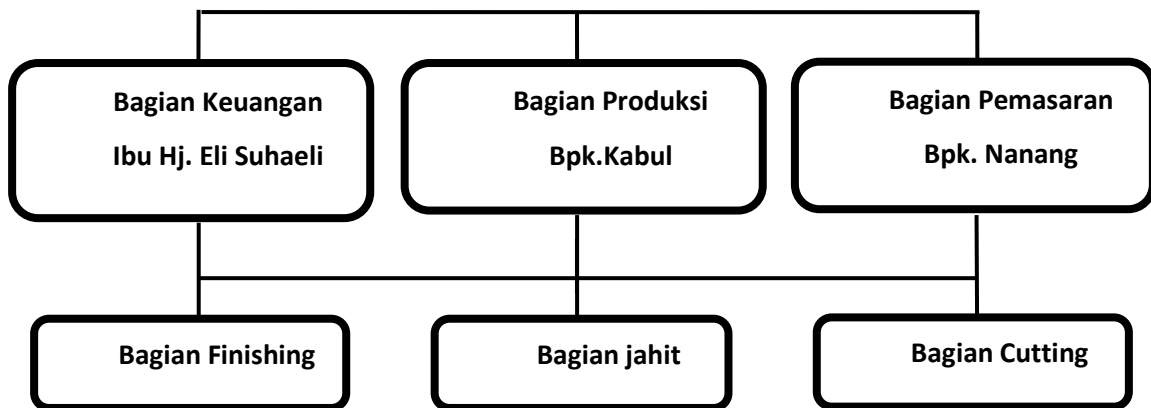 Bagian Keuangan
Ibu Hj. Eli Suhaeli
Bagian Produksi
Bpk.Kabul
Bagian Pemasaran
Bpk. Nanang
Bagian Finishing
Bagian jahit
Bagian Cutting